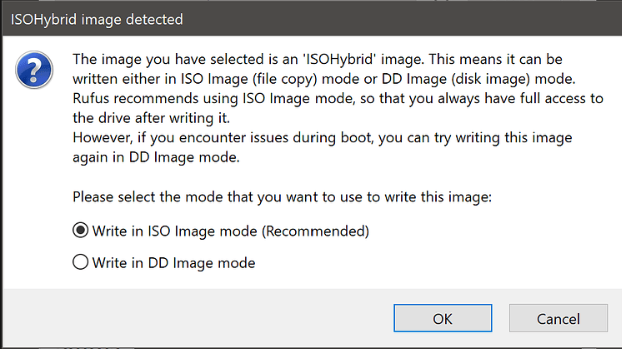 ISOHybrid image detected
The image you have selected is an 'ISOHybrid' image. This means it can be
written either in ISO Image (file copy) mode or DD Image (disk image) mode.
Rufus recommends using ISO Image mode, so that you always have full access to
the drive after writing it.
However, if you encounter issues during boot, you can try writing this image
again in DD Image mode.
Please select the mode that you want to use to write this image:
Write in ISO Image mode (Recommended)
Write in DD Image mode
OK
Cancel